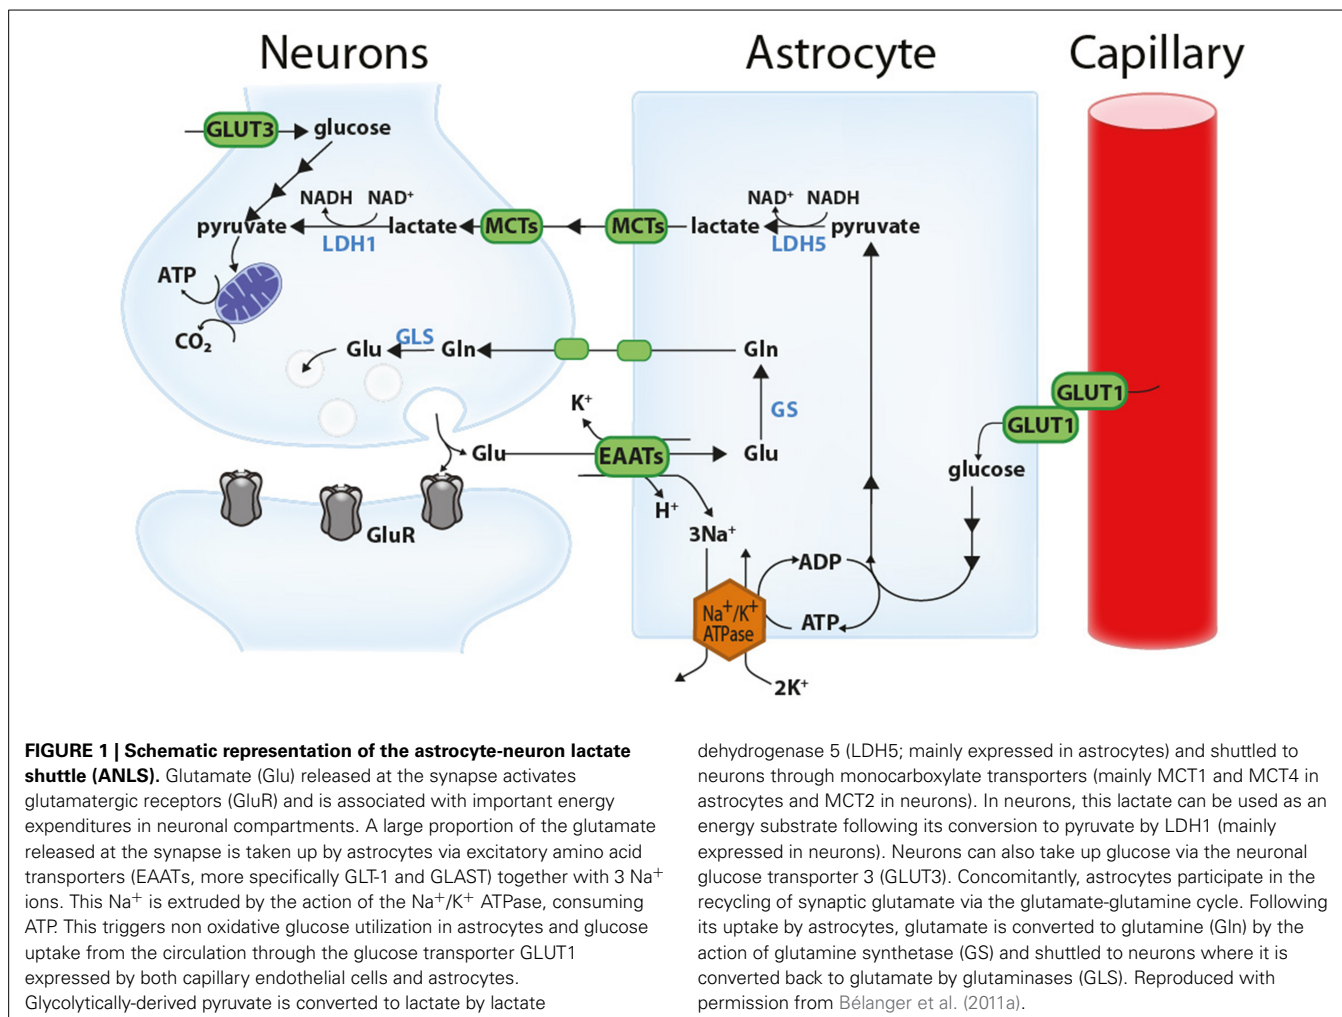 Neurons
Astrocyte
Capillary
GLUT3
glucose
NADH
NAD⁺
NAD⁺
NADH
pyruvate
lactate
MCTs
MCTs
lactate
pyruvate
LDH1
LDH5
ATP
CO₂
Glu
GLS
Gln
Gln
GLUT1
GLUT1
K⁺
GS
Glu
EAATs
Glu
glucose
H⁺
3Na⁺
GluR
ADP
Na⁺/K⁺
ATPase
ATP
2K⁺
FIGURE 1 | Schematic representation of the astrocyte-neuron lactate
shuttle (ANLS). Glutamate (Glu) released at the synapse activates
glutamatergic receptors (GluR) and is associated with important energy
expenditures in neuronal compartments. A large proportion of the glutamate
released at the synapse is taken up by astrocytes via excitatory amino acid
transporters (EAATs, more specifically GLT-1 and GLAST) together with 3 Na⁺
ions. This Na⁺ is extruded by the action of the Na⁺/K⁺ ATPase, consuming
ATP. This triggers non oxidative glucose utilization in astrocytes and glucose
uptake from the circulation through the glucose transporter GLUT1
expressed by both capillary endothelial cells and astrocytes.
Glycolytically-derived pyruvate is converted to lactate by lactate
dehydrogenase 5 (LDH5; mainly expressed in astrocytes) and shuttled to
neurons through monocarboxylate transporters (mainly MCT1 and MCT4 in
astrocytes and MCT2 in neurons). In neurons, this lactate can be used as an
energy substrate following its conversion to pyruvate by LDH1 (mainly
expressed in neurons). Neurons can also take up glucose via the neuronal
glucose transporter 3 (GLUT3). Concomitantly, astrocytes participate in the
recycling of synaptic glutamate via the glutamate-glutamine cycle. Following
its uptake by astrocytes, glutamate is converted to glutamine (Gln) by the
action of glutamine synthetase (GS) and shuttled to neurons where it is
converted back to glutamate by glutaminases (GLS). Reproduced with
permission from Bélanger et al. (2011a).